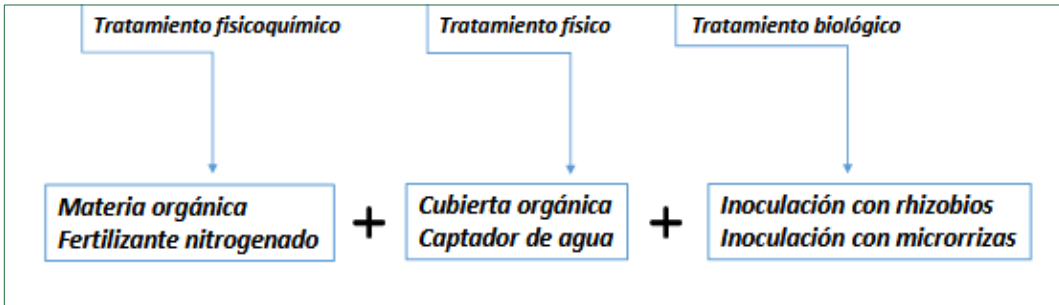 Tratamiento fisicoquímico
Tratamiento físico
Tratamiento biológico
Materia orgánica
Fertilizante nitrogenado
+
Cubierta orgánica
Captador de agua
+
Inoculación con rhizobios
Inoculación con microrrizas